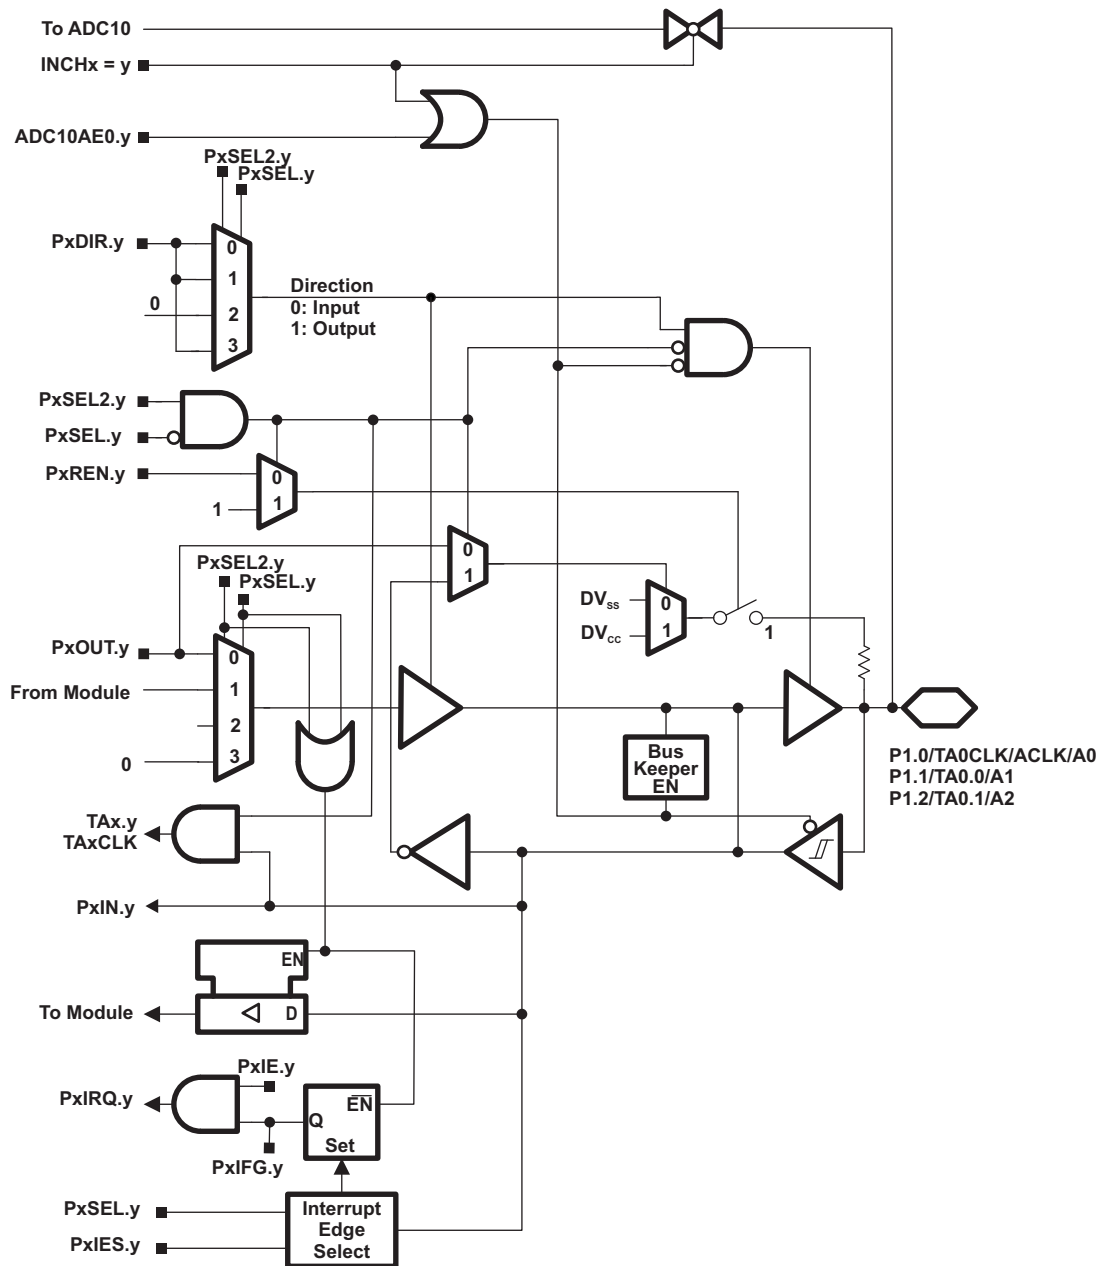 To ADC10
INCHx = y
ADC10AE0.y
PxSEL2.y
PxSEL.y
PxDIR.y
0
1
0
2
3
Direction
0: Input
1: Output
PxSEL2.y
PxSEL.y
PxREN.y
0
1
1
0
1
PxSEL2.y
PxSEL.y
DVss
DVcc
0
1
1
PxOUT.y
From Module
0
1
2
3
0
Bus
Keeper
EN
P1.0/TA0CLK/ACLK/A0
P1.1/TA0.0/A1
P1.2/TA0.1/A2
TAx.y
TAxCLK
PxIN.y
EN
To Module
D
PxIE.y
PxIRQ.y
EN
Q
Set
PxIFG.y
PxSEL.y
PxIES.y
Interrupt
Edge
Select